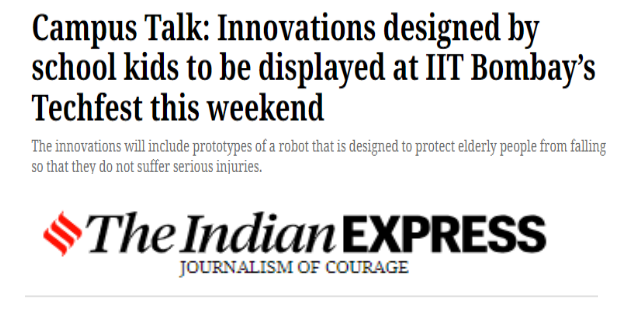 Campus Talk: Innovations designed by
school kids to be displayed at IIT Bombay’s
Techfest this weekend
The innovations will include prototypes of a robot that is designed to protect elderly people from falling
so that they do not suffer serious injuries.
The Indian EXPRESS
JOURNALISM OF COURAGE